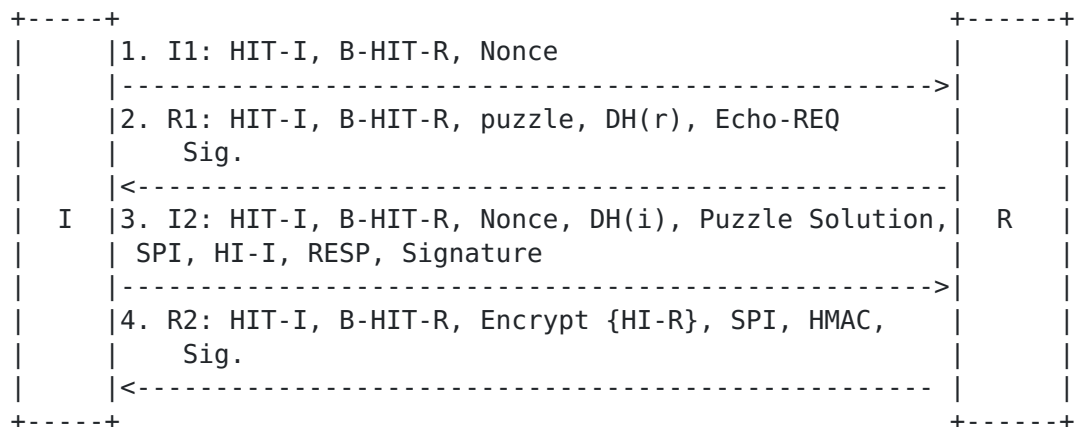 1. I1: HIT-I, B-HIT-R, Nonce
2. R1: HIT-I, B-HIT-R, puzzle, DH(r), Echo-REQ
Sig.
I 3. I2: HIT-I, B-HIT-R, Nonce, DH(i), Puzzle Solution, R
SPI, HI-I, RESP, Signature
4. R2: HIT-I, B-HIT-R, Encrypt {HI-R}, SPI, HMAC,
Sig.